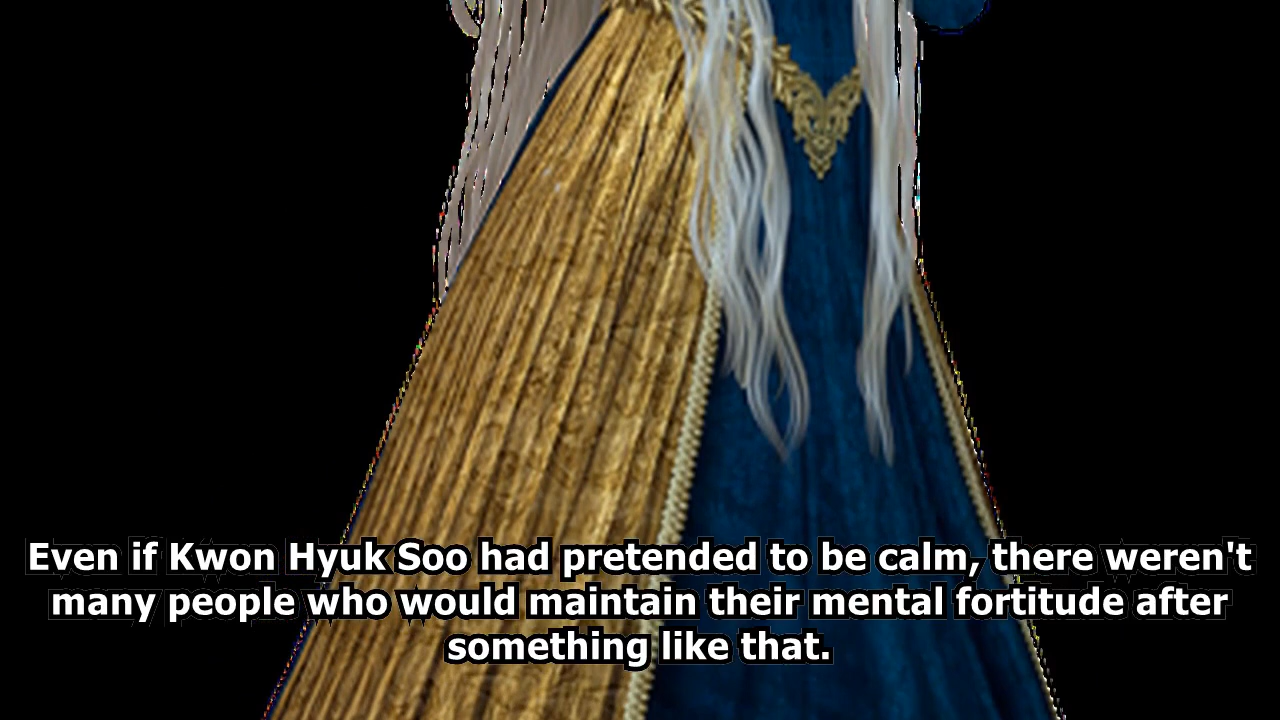 Even if Kwon Hyuk Soo had pretended to be calm, there weren't
many people who would maintain their mental fortitude after
something like that.